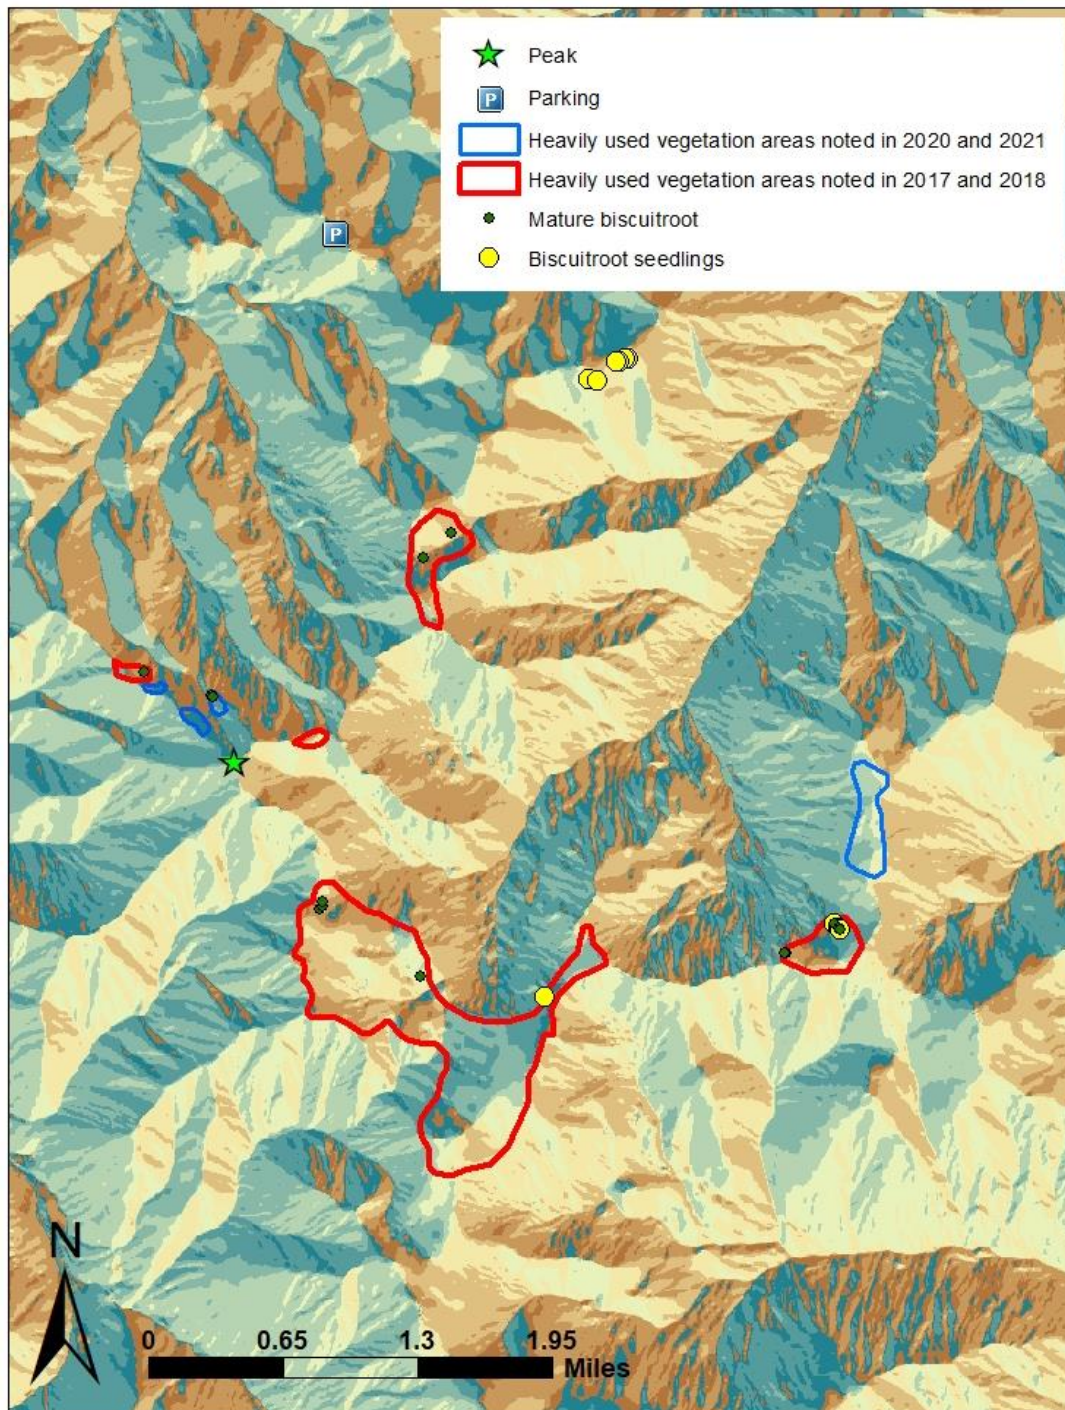 Peak
P Parking
Heavily used vegetation areas noted in 2020 and 2021
Heavily used vegetation areas noted in 2017 and 2018
Mature biscuitroot
Biscuitroot seedlings
P
N
0 0.65 1.3 1.95
Miles